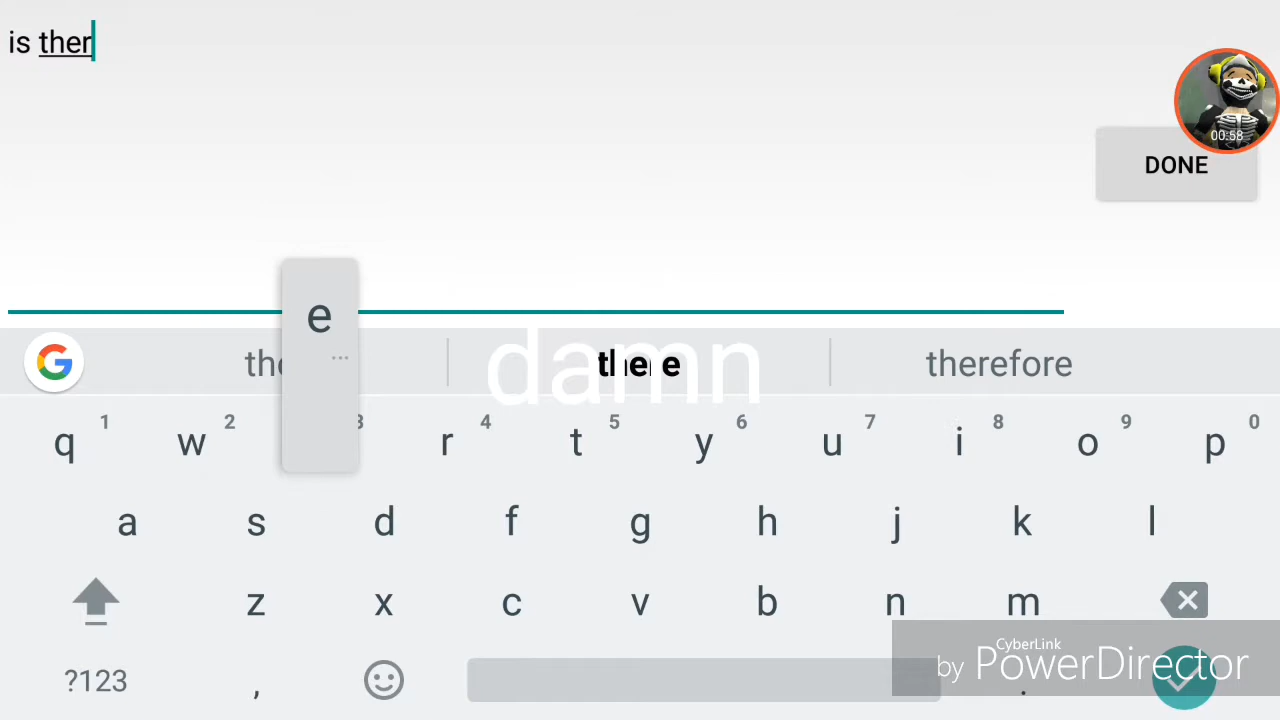 is ther
00:58
DONE
e
...
there
therefore
damn
q 1 w 2 3 r 4 t 5 y 6 u 7 i 8 o 9 p 0
a s d f g h j k l
z x c v b n m
?123 , .
CyberLink
by PowerDirector